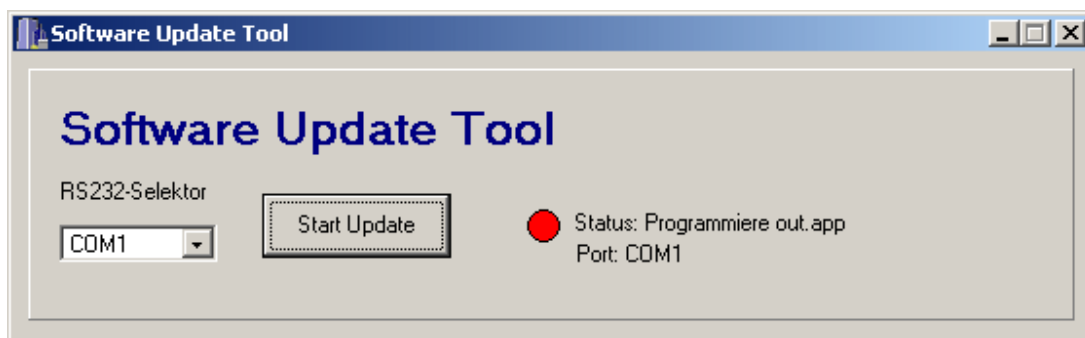 Software Update Tool
Software Update Tool
RS232-Selektor
COM1
Start Update
Status: Programmiere out.app
Port: COM1